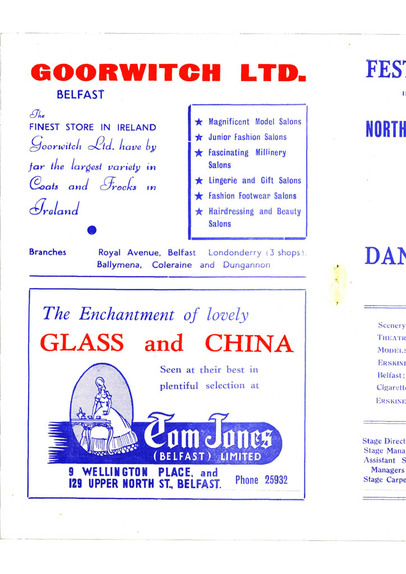 GOORWITCH LTD.
BELFAST
The
FINEST STORE IN IRELAND
Goorwitch Ltd. have by
far the largest variety in
Coats and Frocks in
Ireland
★ Magnificent Model Salons
★ Junior Fashion Salons
★ Fascinating Millinery
Salons
★ Lingerie and Gift Salons
★ Fashion Footwear Salons
★ Hairdressing and Beauty
Salons
Branches Royal Avenue, Belfast Londonderry (3 shops),
Ballymena, Coleraine and Dungannon
The Enchantment of lovely
GLASS and CHINA
Seen at their best in
plentiful selection at
Tom Jones
(BELFAST) LIMITED
9 WELLINGTON PLACE, and
129 UPPER NORTH ST., BELFAST. Phone 25932
FEST
NORTH
DAN
Scenery
THEATR
MODEL
ERSKINE
Belfast;
Cigarett
ERSKINE
Stage Direct
Stage Mana
Assistant S
Managers
Stage Carpe